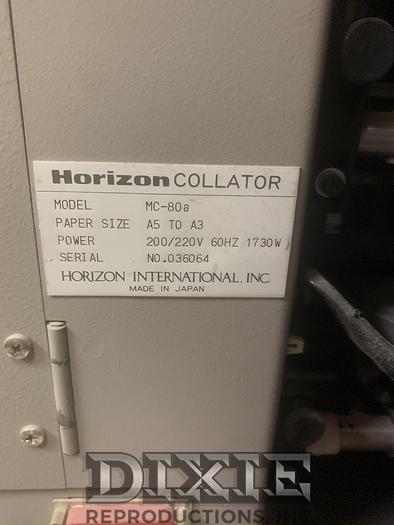 Horizon COLLATOR
MODEL MC-80a
PAPER SIZE A5 TO A3
POWER 200/220V 60HZ 1730W
SERIAL NO.036064
HORIZON INTERNATIONAL, INC.
MADE IN JAPAN
DIXIE
REPRODUCTIONS, INC.